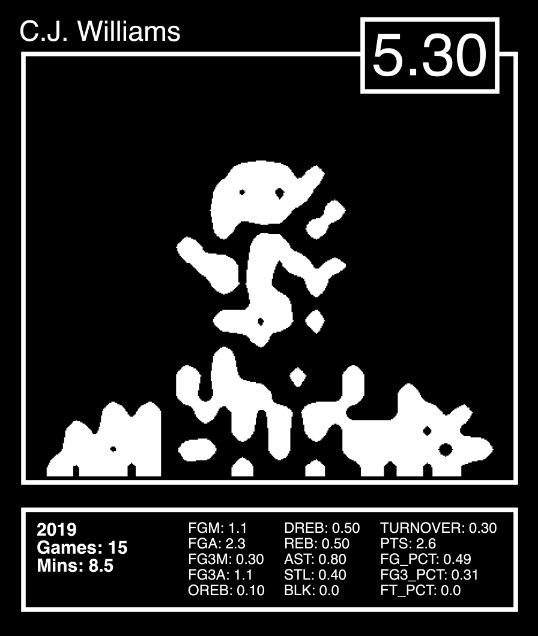 C.J. Williams
5.30
2019
Games: 15
Mins: 8.5
FGM: 1.1
FGA: 2.3
FG3M: 0.30
FG3A: 1.1
OREB: 0.10
DREB: 0.50
REB: 0.50
AST: 0.80
STL: 0.40
BLK: 0.0
TURNOVER: 0.30
PTS: 2.6
FG_PCT: 0.49
FG3_PCT: 0.31
FT_PCT: 0.0